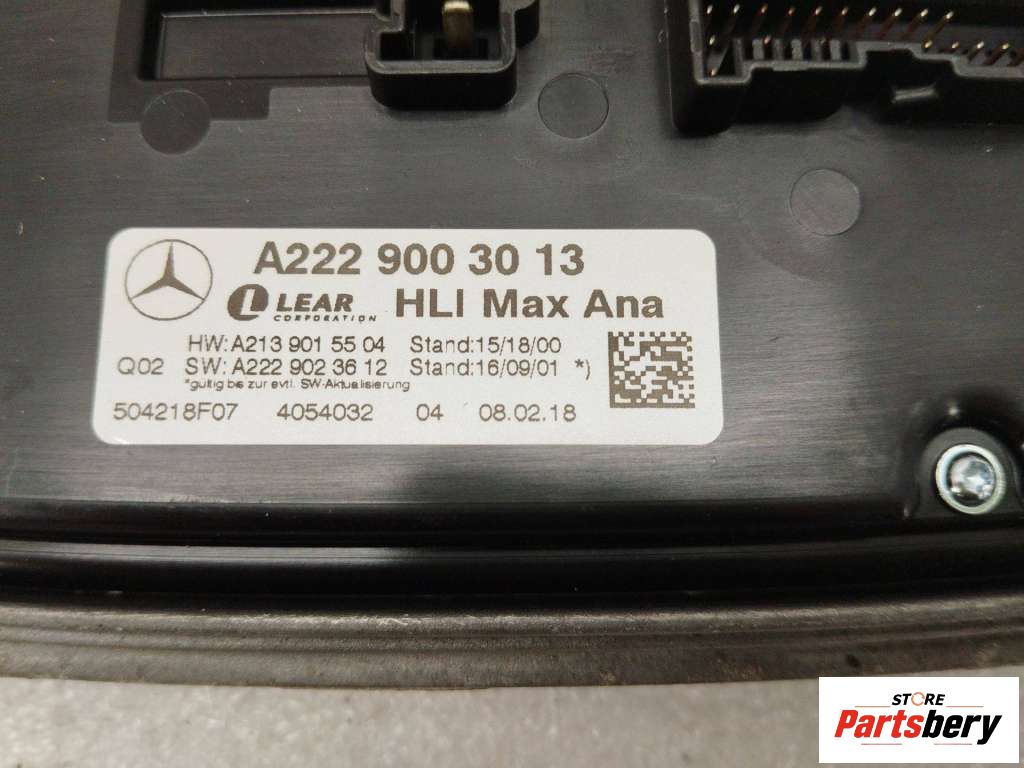 A222 900 30 13
LEAR CORPORATION HLI Max Ana
HW:A213 901 55 04 Stand:15/18/00
Q02 SW:A222 902 36 12 Stand:16/09/01 *)
*gültig bis zur evtl. SW-Aktualisierung
504218F07 4054032 04 08.02.18
STORE
Partsbery